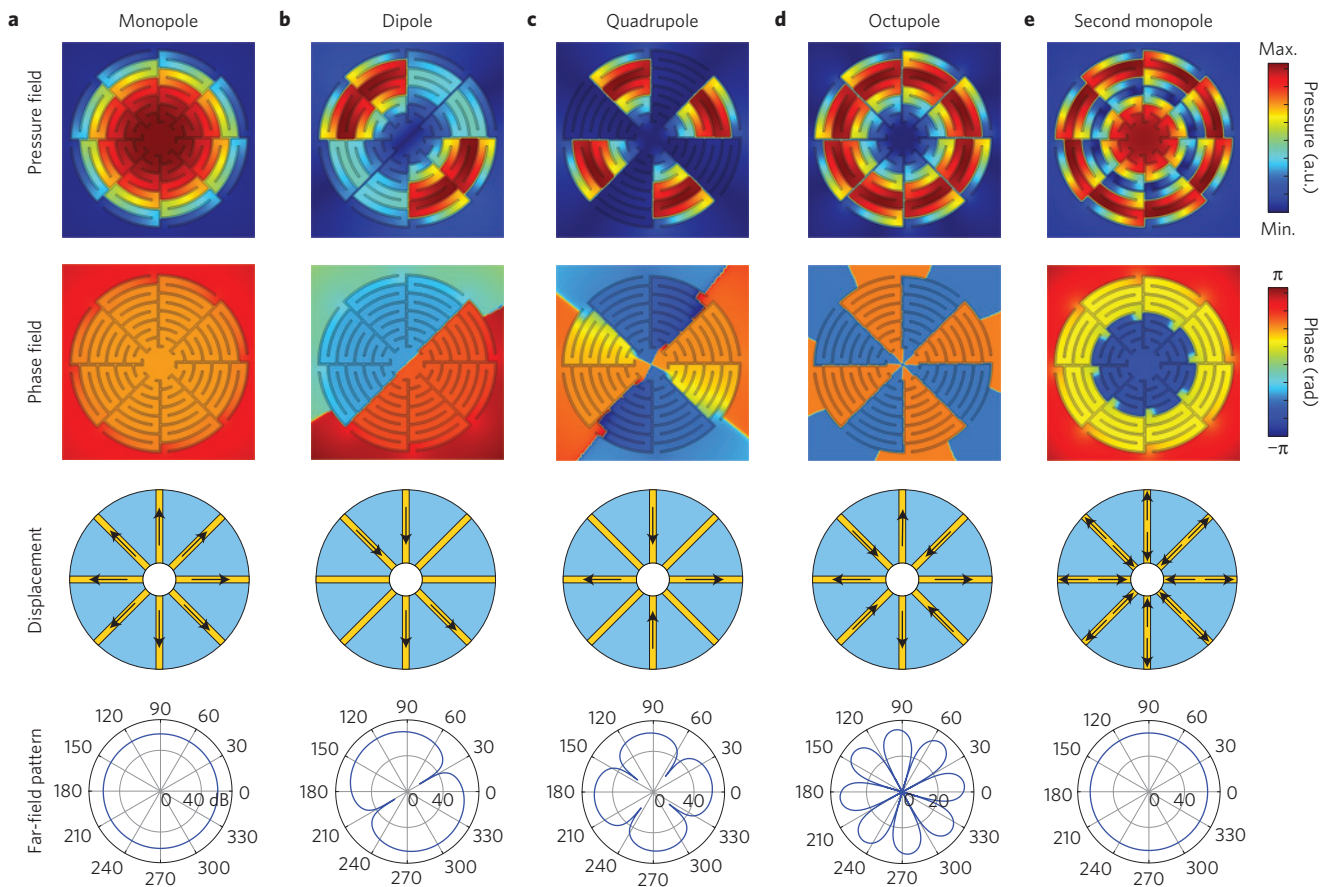 a Monopole
b Dipole
c Quadrupole
d Octupole
e Second monopole
Pressure field
Max.
Pressure (a.u.)
Min.
Phase field
π
Phase (rad)
−π
Displacement
Far-field pattern
90
120 60
150 30
180 0 40 dB 0
210 330
240 300
270
90
120 60
150 30
180 0 40 0
210 330
240 300
270
90
120 60
150 30
180 0 40 0
210 330
240 300
270
90
120 60
150 30
180 0 20 0
210 330
240 300
270
90
120 60
150 30
180 0 40 0
210 330
240 300
270